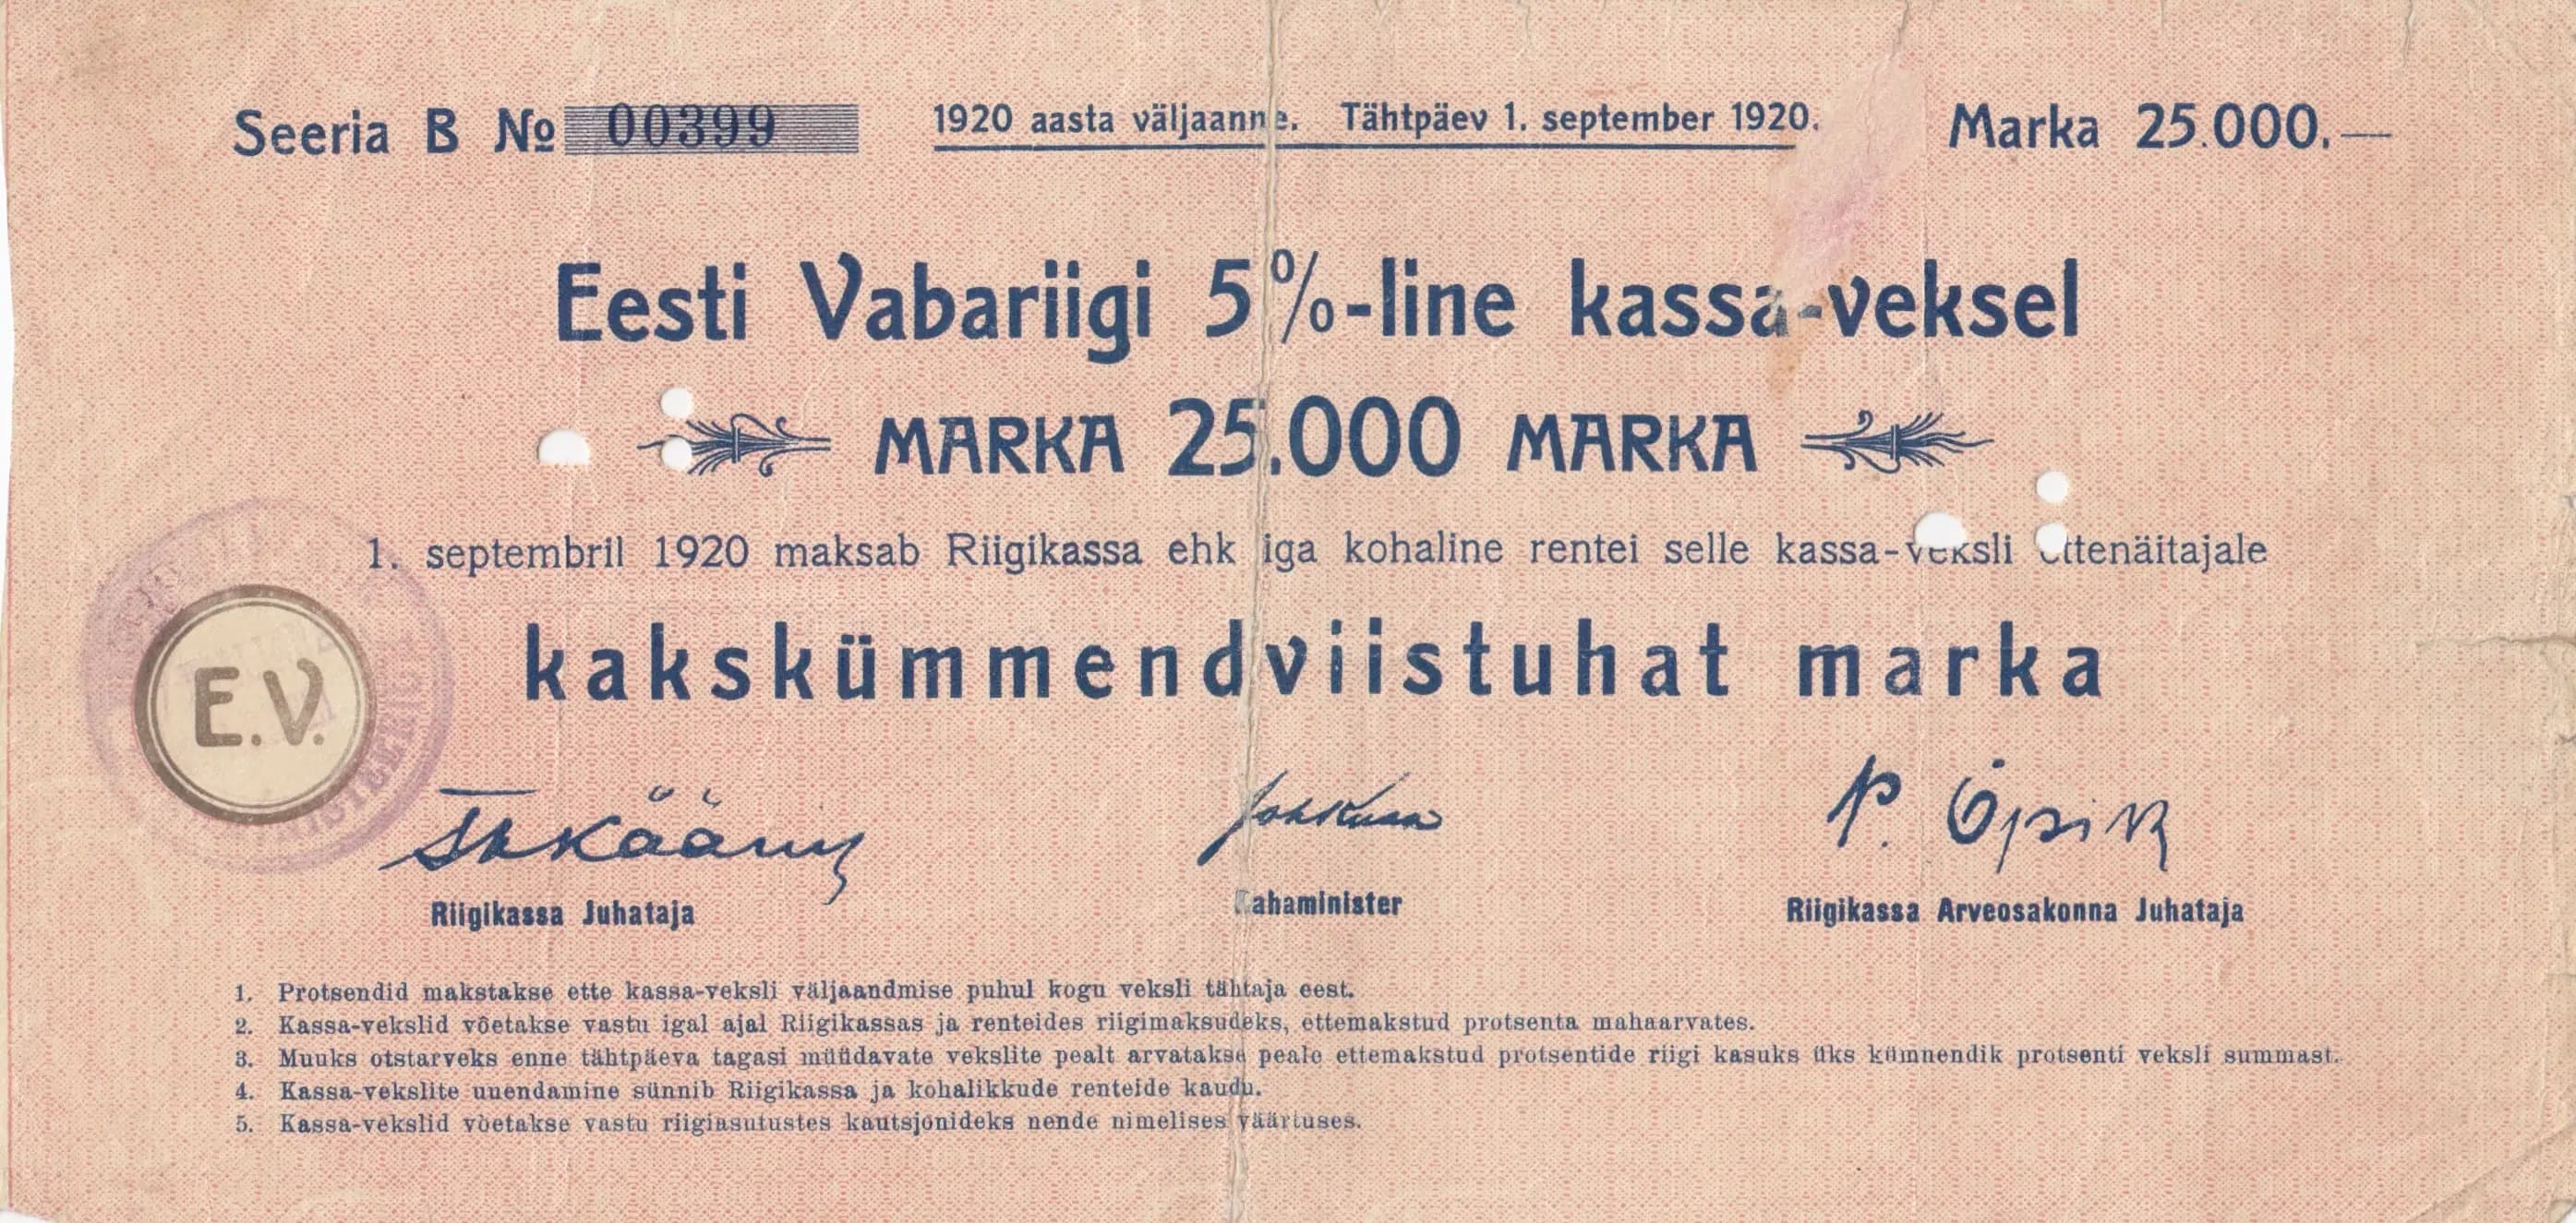 Seeria B № 00399
1920 aasta väljaanne. Tähtpäev 1. september 1920.
Marka 25.000.—
Eesti Vabariigi 5%-line kassa-veksel
MARKA 25.000 MARKA
1. septembril 1920 maksab Riigikassa ehk iga kohaline rentei selle kassa-veksli ettenäitajale
kakskümmendviistuhat marka
E.V.
P. Öpik
Riigikassa Juhataja
Rahaminister
Riigikassa Arveosakonna Juhataja
1. Protsendid makstakse ette kassa-veksli väljaandmise puhul kogu veksli tähtaja eest.
2. Kassa-vekslid võetakse vastu igal ajal Riigikassas ja renteides riigimaksudeks, ettemakstud protsenta mahaarvates.
3. Muuks otstarveks enne tähtpäeva tagasi müüdavate vekslite pealt arvatakse peale ettemakstud protsentide riigi kasuks üks kümnendik protsenti veksli summast.
4. Kassa-vekslite uuendamine sünnib Riigikassa ja kohalikkude renteide kaudu.
5. Kassa-vekslid võetakse vastu riigiasutustes kautsjonideks nende nimelises väärtuses.